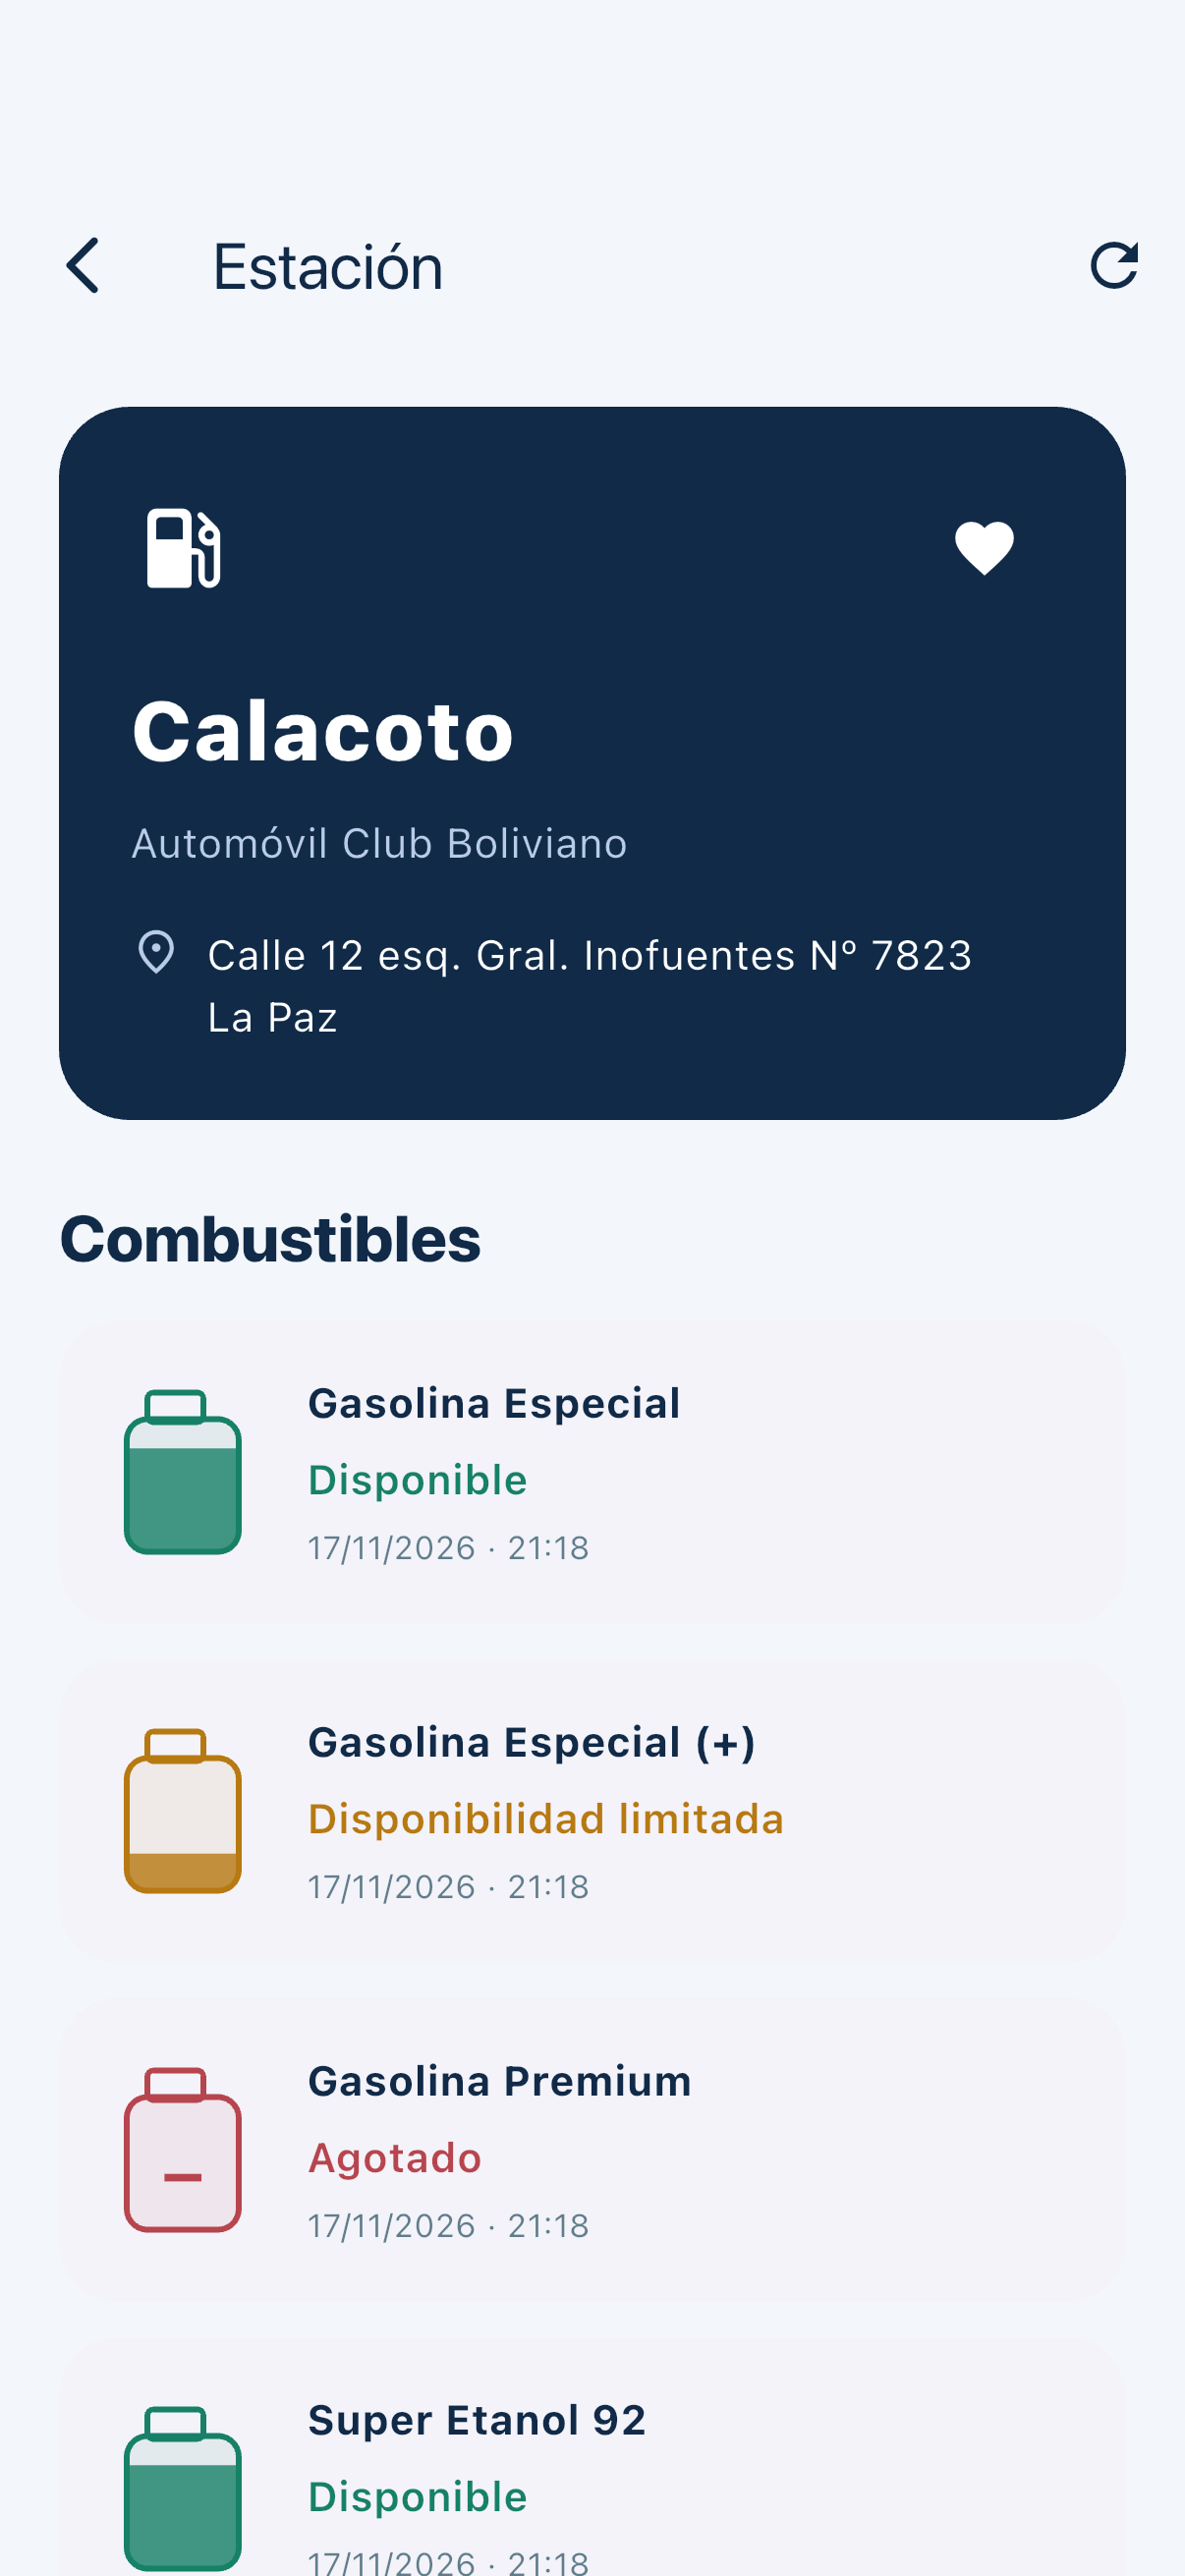 Estación
Calacoto
Automóvil Club Boliviano
Calle 12 esq. Gral. Inofuentes Nº 7823
La Paz
Combustibles
Gasolina Especial
Disponible
17/11/2026 · 21:18
Gasolina Especial (+)
Disponibilidad limitada
17/11/2026 · 21:18
Gasolina Premium
Agotado
17/11/2026 · 21:18
Super Etanol 92
Disponible
17/11/2026 · 21:18